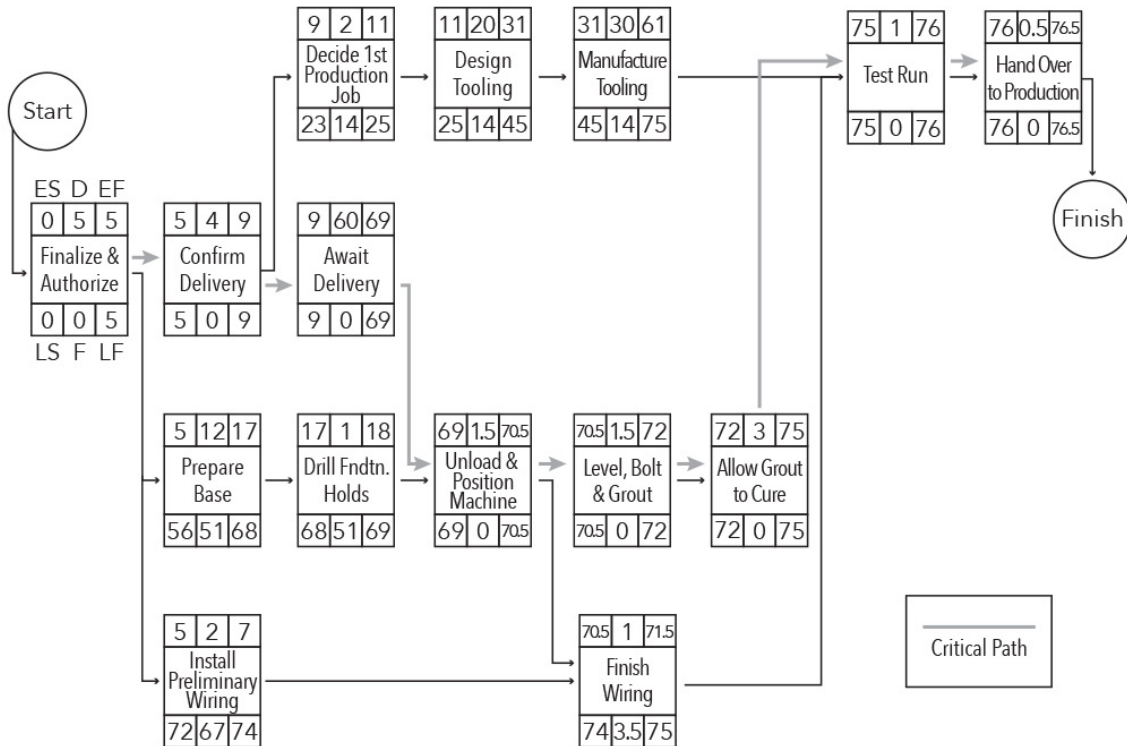 9 2 11
Decide 1st
Production
Job
23 14 25
11 20 31
Design
Tooling
25 14 45
31 30 61
Manufacture
Tooling
45 14 75
75 1 76
Test Run
75 0 76
76 0.5 76.5
Hand Over
to Production
76 0 76.5
Start
Finish
ES D EF
0 5 5
Finalize &
Authorize
0 0 5
LS F LF
5 4 9
Confirm
Delivery
5 0 9
9 60 69
Await
Delivery
9 0 69
5 12 17
Prepare
Base
56 51 68
17 1 18
Drill Fndtn.
Holds
68 51 69
69 1.5 70.5
Unload &
Position
Machine
69 0 70.5
70.5 1.5 72
Level, Bolt
& Grout
70.5 0 72
72 3 75
Allow Grout
to Cure
72 0 75
5 2 7
Install
Preliminary
Wiring
72 67 74
70.5 1 71.5
Finish
Wiring
74 3.5 75
Critical Path